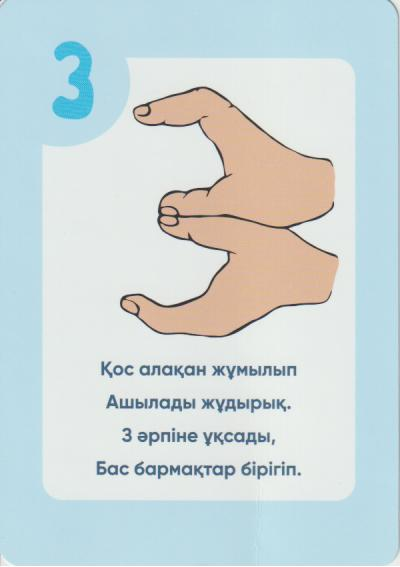 З
Қос алақан жұмылып
Ашылады жұдырық.
З әрпіне ұқсады,
Бас бармақтар бірігіп.